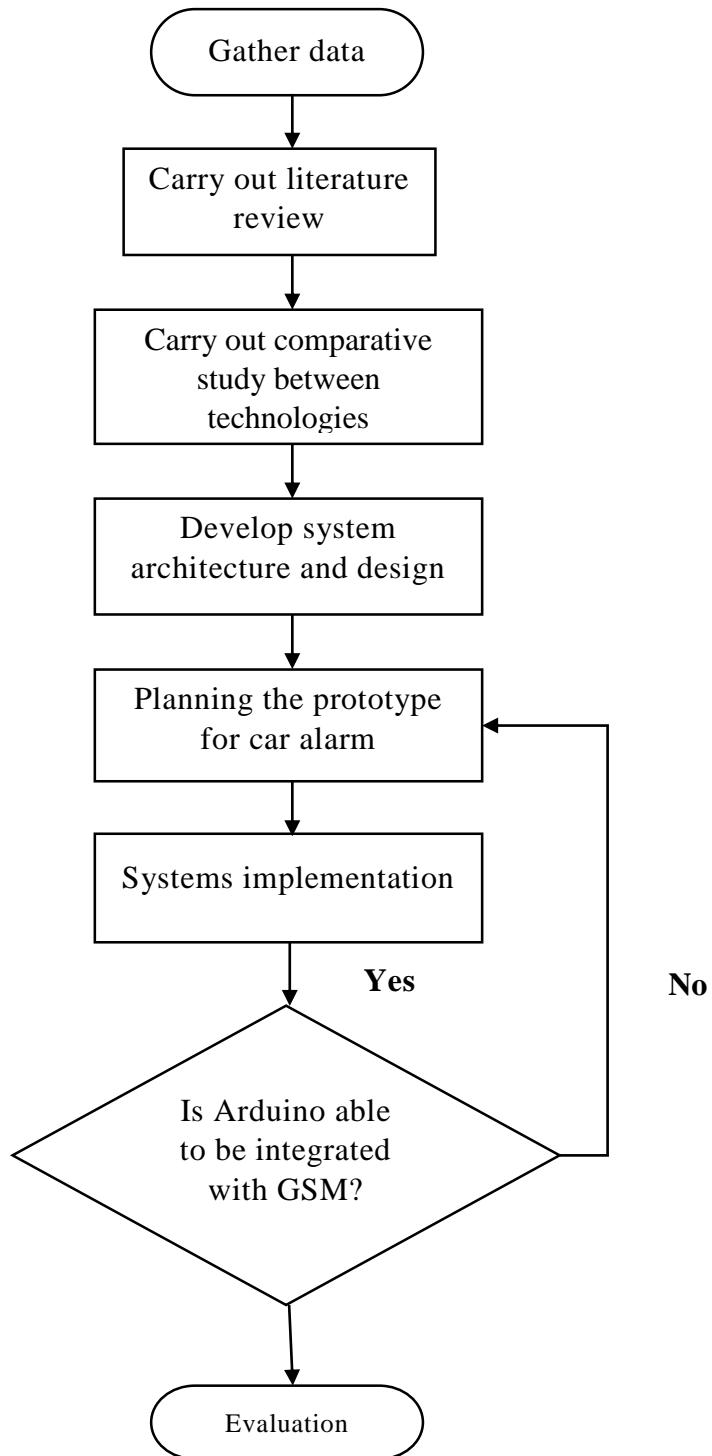 Gather data
Carry out literature
review
Carry out comparative
study between
technologies
Develop system
architecture and design
Planning the prototype
for car alarm
Systems implementation
Yes
No
Is Arduino able
to be integrated
with GSM?
Evaluation